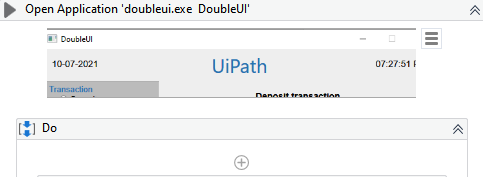 Open Application 'doubleui.exe DoubleUI'
DoubleUI
10-07-2021
UiPath
07:27:51
Transaction
Deposit transaction
Do